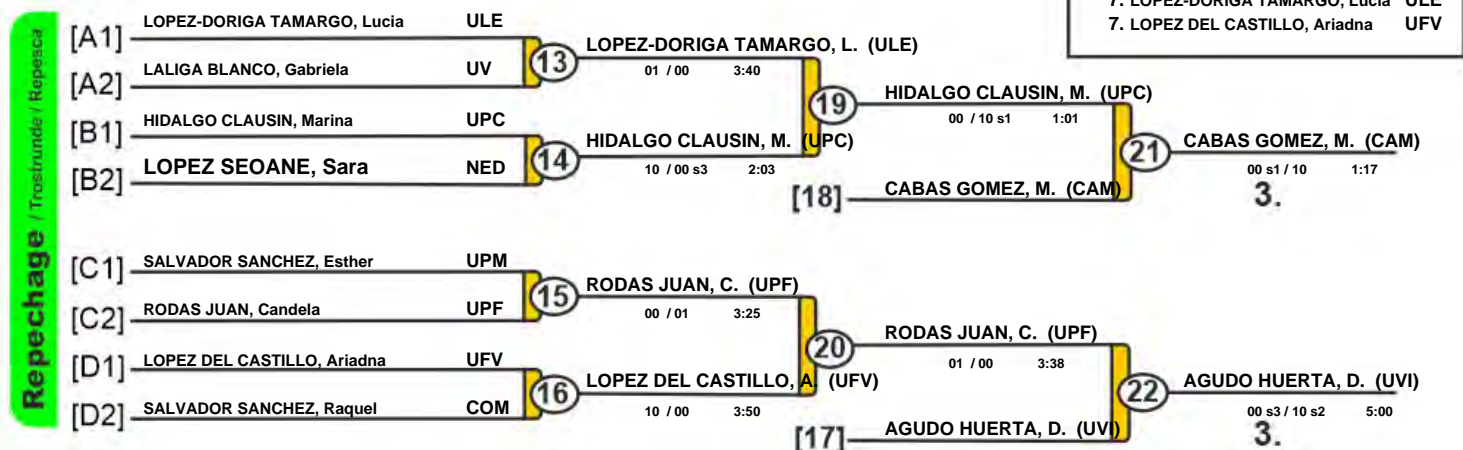 7. LOPEZ-DORIGA TAMARGO, Lucia ULE
7. LOPEZ DEL CASTILLO, Ariadna UFV
Repechage / Trostrunde / Repesca
[A1] LOPEZ-DORIGA TAMARGO, Lucia ULE
[A2] LALIGA BLANCO, Gabriela UV
13 LOPEZ-DORIGA TAMARGO, L. (ULE)
01 / 00 3:40
[B1] HIDALGO CLAUSIN, Marina UPC
[B2] LOPEZ SEOANE, Sara NED
14 HIDALGO CLAUSIN, M. (UPC)
10 / 00 s3 2:03
19 HIDALGO CLAUSIN, M. (UPC)
00 / 10 s1 1:01
[18] CABAS GOMEZ, M. (CAM)
21 CABAS GOMEZ, M. (CAM)
00 s1 / 10 1:17
3.
[C1] SALVADOR SANCHEZ, Esther UPM
[C2] RODAS JUAN, Candela UPF
15 RODAS JUAN, C. (UPF)
00 / 01 3:25
[D1] LOPEZ DEL CASTILLO, Ariadna UFV
[D2] SALVADOR SANCHEZ, Raquel COM
16 LOPEZ DEL CASTILLO, A. (UFV)
10 / 00 3:50
20 RODAS JUAN, C. (UPF)
01 / 00 3:38
[17] AGUDO HUERTA, D. (UVI)
22 AGUDO HUERTA, D. (UVI)
00 s3 / 10 s2 5:00
3.